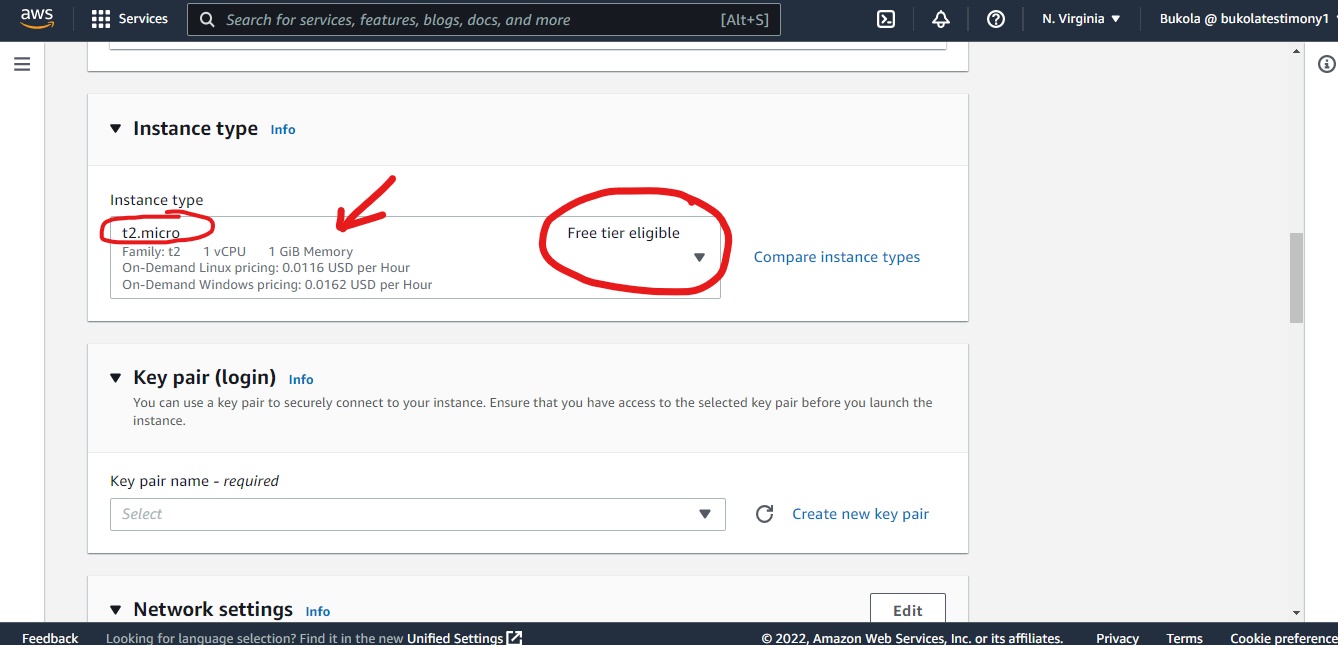 aws Services Search for services, features, blogs, docs, and more [Alt+S] N. Virginia ▼ Bukola @ bukolatestimony1
Instance type Info
Instance type
t2.micro Free tier eligible
Family: t2 1 vCPU 1 GiB Memory
On-Demand Linux pricing: 0.0116 USD per Hour
On-Demand Windows pricing: 0.0162 USD per Hour
Compare instance types
Key pair (login) Info
You can use a key pair to securely connect to your instance. Ensure that you have access to the selected key pair before you launch the
instance.
Key pair name - required
Select
Create new key pair
Network settings Info
Edit
Feedback Looking for language selection? Find it in the new Unified Settings © 2022, Amazon Web Services, Inc. or its affiliates. Privacy Terms Cookie preference